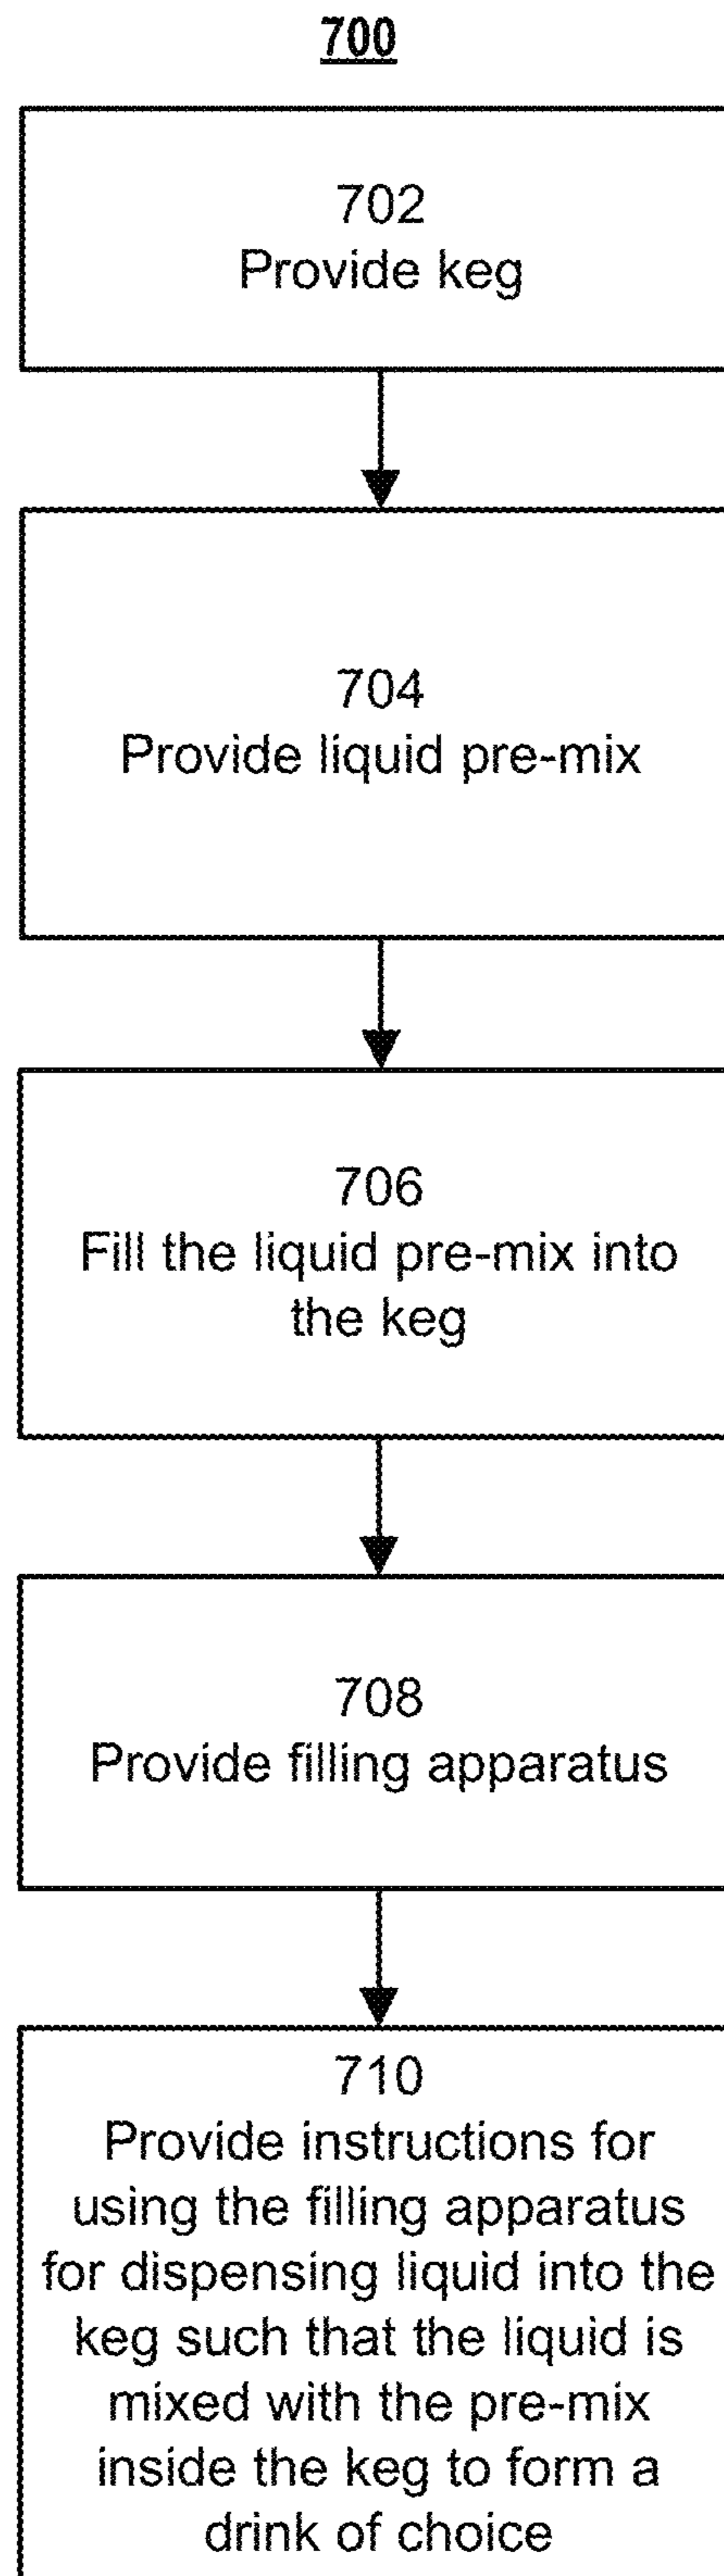 700
702
Provide keg
704
Provide liquid pre-mix
706
Fill the liquid pre-mix into
the keg
708
Provide filling apparatus
710
Provide instructions for
using the filling apparatus
for dispensing liquid into the
keg such that the liquid is
mixed with the pre-mix
inside the keg to form a
drink of choice